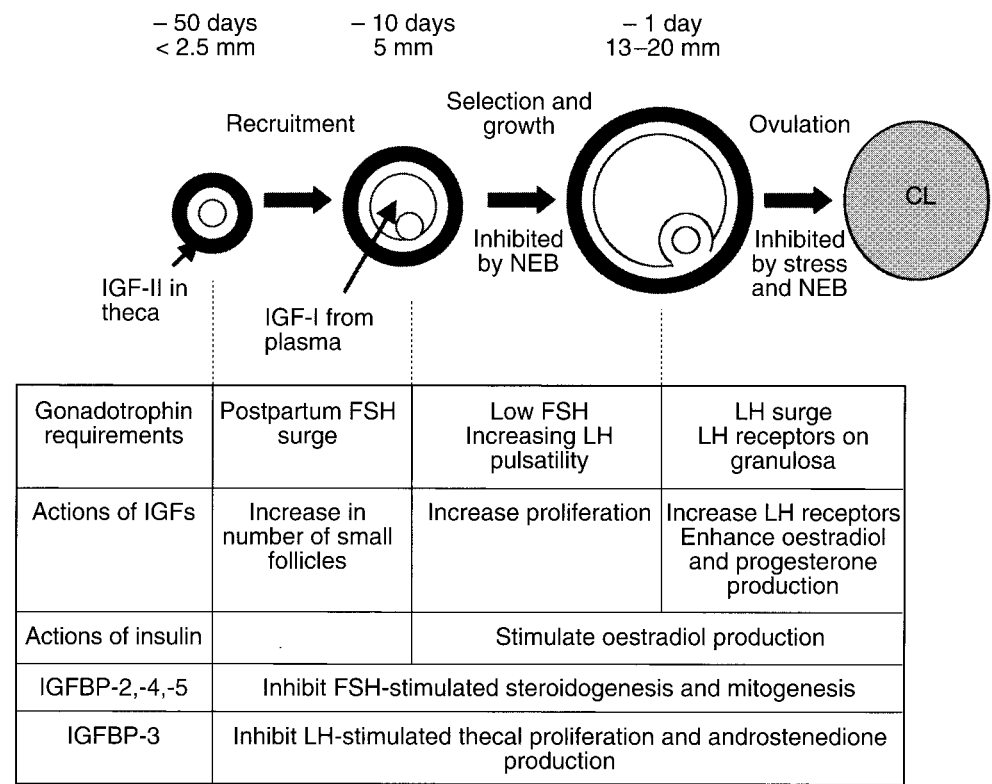 – 50 days
< 2.5 mm
– 10 days
5 mm
– 1 day
13–20 mm
Recruitment
Selection and
growth
Ovulation
CL
Inhibited
by NEB
Inhibited
by stress
and NEB
IGF-II in
theca
IGF-I from
plasma
Gonadotrophin
requirements
Postpartum FSH
surge
Low FSH
Increasing LH
pulsatility
LH surge
LH receptors on
granulosa
Actions of IGFs
Increase in
number of small
follicles
Increase proliferation
Increase LH receptors
Enhance oestradiol
and progesterone
production
Actions of insulin
Stimulate oestradiol production
IGFBP-2,-4,-5
Inhibit FSH-stimulated steroidogenesis and mitogenesis
IGFBP-3
Inhibit LH-stimulated thecal proliferation and androstenedione
production